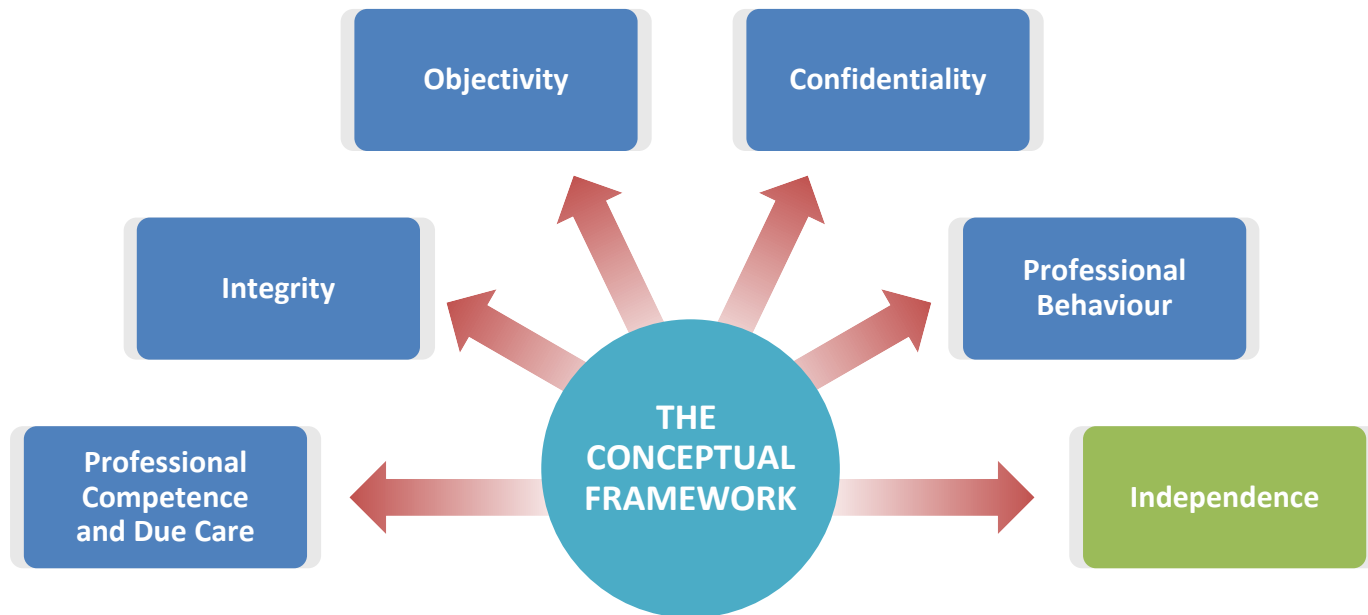 Objectivity
Confidentiality
Integrity
Professional
Behaviour
THE
CONCEPTUAL
FRAMEWORK
Professional
Competence
and Due Care
Independence